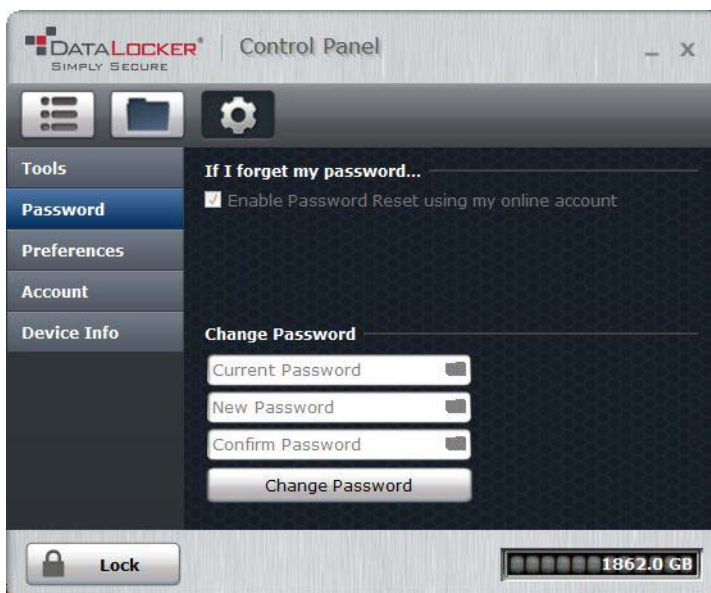 DATALOCKER® Control Panel
SIMPLY SECURE
Tools
Password
Preferences
Account
Device Info
If I forget my password...
Enable Password Reset using my online account
Change Password
Current Password
New Password
Confirm Password
Change Password
Lock
1862.0 GB